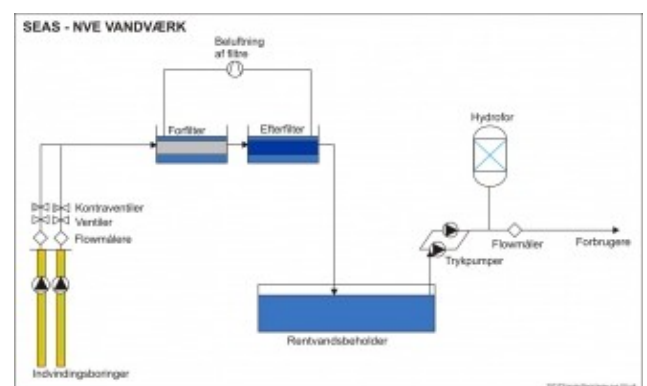 SEAS - NVE VANDVÆRK
Beluftning
af filtre
Forfilter
Efterfilter
Hydrofor
Kontraventiler
Ventiler
Flowmålere
Flowmåler
Forbrugere
Trykpumper
Rentvandsbeholder
Indvindingsboringer